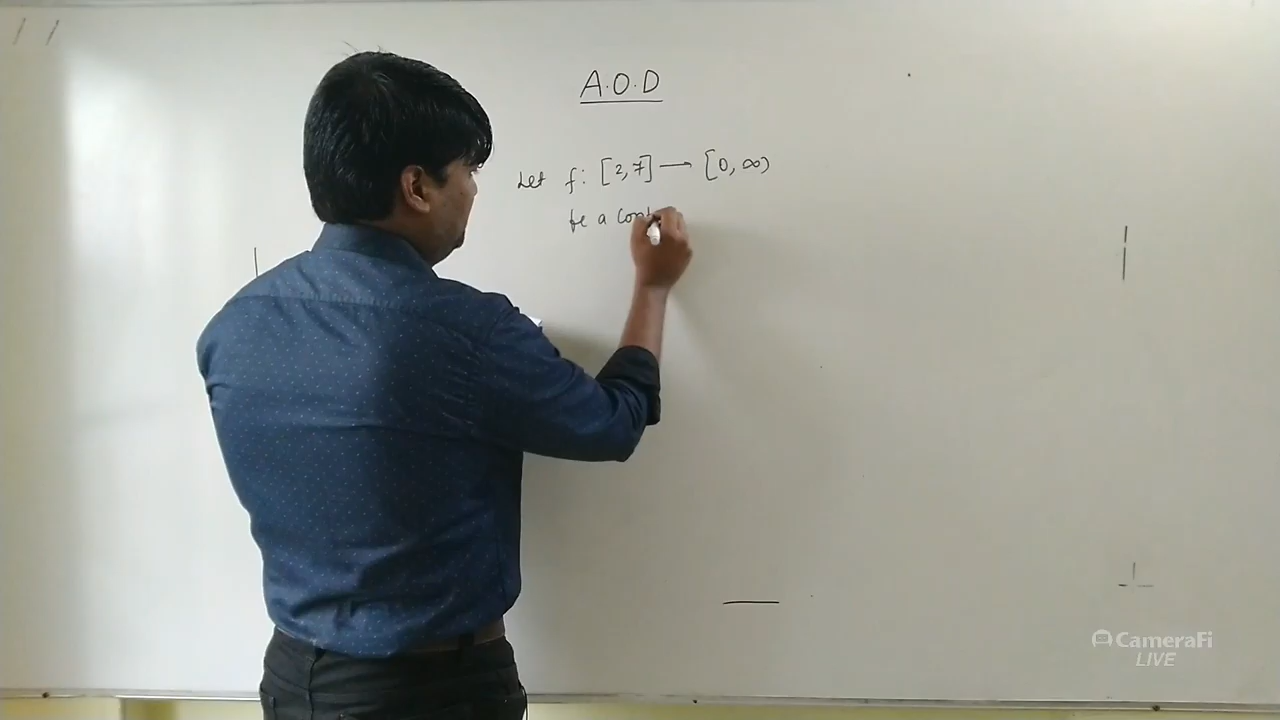 A.O.D
Let f: [2,7] → [0, ∞)
be a cont
CameraFi
LIVE